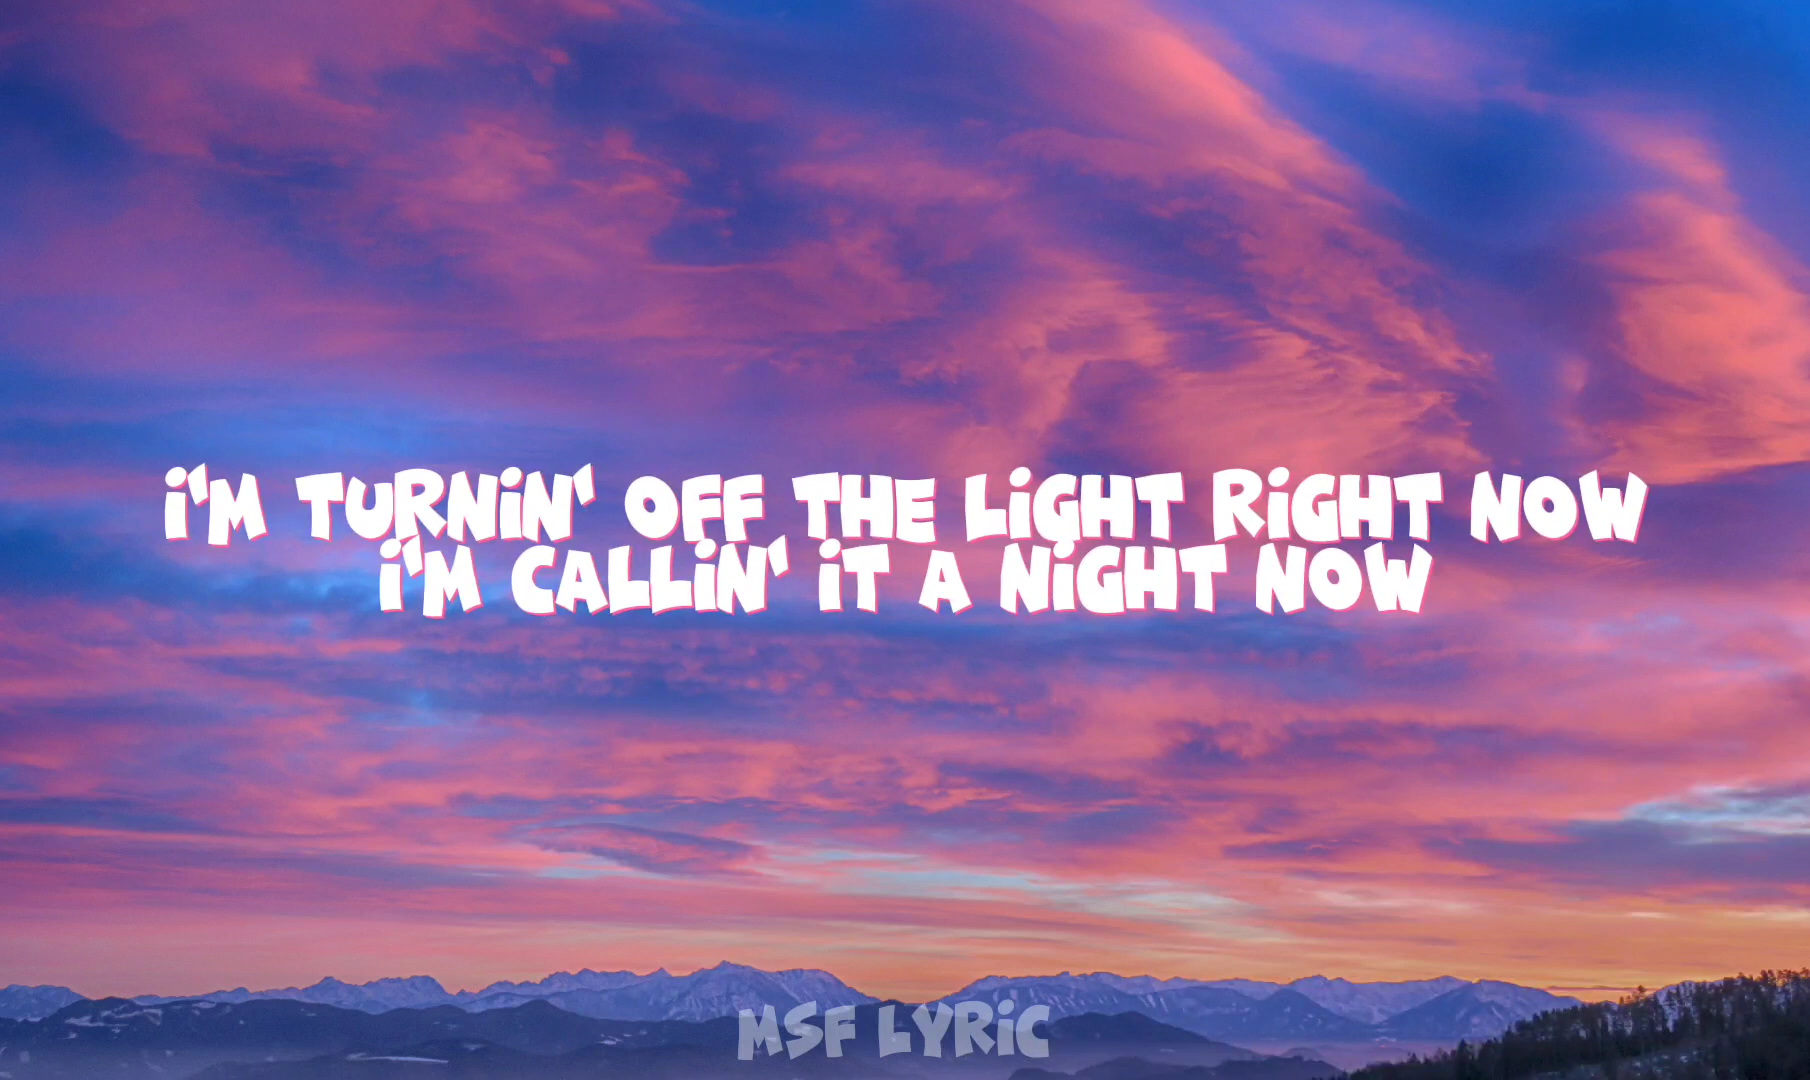 i'M TURNiN' OFF THE LiGHT RiGHT NOW
i'M CALLiN' iT A NiGHT NOW
MSF LYRiC